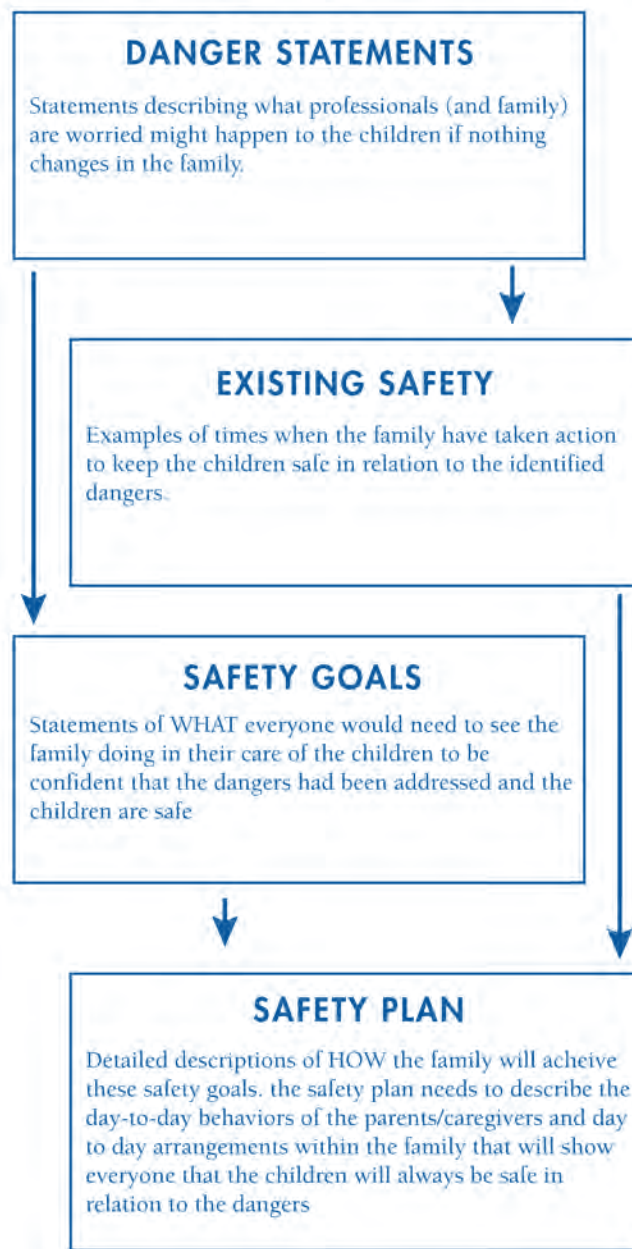 DANGER STATEMENTS
Statements describing what professionals (and family)
are worried might happen to the children if nothing
changes in the family.
EXISTING SAFETY
Examples of times when the family have taken action
to keep the children safe in relation to the identified
dangers.
SAFETY GOALS
Statements of WHAT everyone would need to see the
family doing in their care of the children to be
confident that the dangers had been addressed and the
children are safe
SAFETY PLAN
Detailed descriptions of HOW the family will acheive
these safety goals. the safety plan needs to describe the
day-to-day behaviors of the parents/caregivers and day
to day arrangements within the family that will show
everyone that the children will always be safe in
relation to the dangers